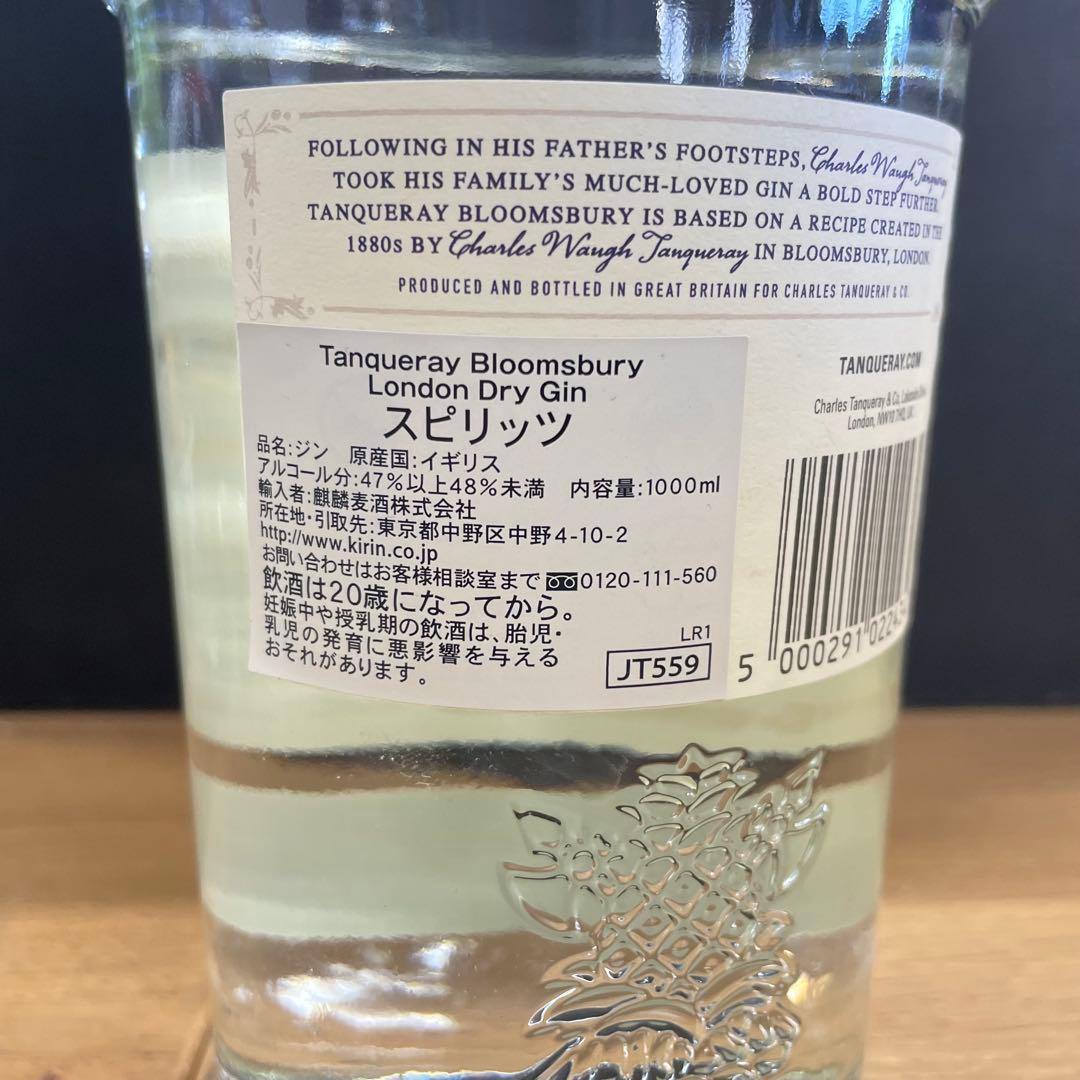 FOLLOWING IN HIS FATHER'S FOOTSTEPS, Charles Waugh Tanqueray
TOOK HIS FAMILY'S MUCH-LOVED GIN A BOLD STEP FURTHER.
TANQUERAY BLOOMSBURY IS BASED ON A RECIPE CREATED IN THE
1880s BY Charles Waugh Tanqueray IN BLOOMSBURY, LONDON.
PRODUCED AND BOTTLED IN GREAT BRITAIN FOR CHARLES TANQUERAY & CO.
Tanqueray Bloomsbury
London Dry Gin
スピリッツ
品名:ジン 原産国:イギリス
アルコール分:47%以上48%未満 内容量:1000ml
輸入者:麒麟麦酒株式会社
所在地・引取先:東京都中野区中野4-10-2
http://www.kirin.co.jp
お問い合わせはお客様相談室まで 0120-111-560
飲酒は20歳になってから。
妊娠中や授乳期の飲酒は、胎児・
乳児の発育に悪影響を与える
おそれがあります。
LR1
JT559
TANQUERAY.COM
Charles Tanqueray & Co, Lakeside
London, NW10 7HQ, UK
5 000291 022